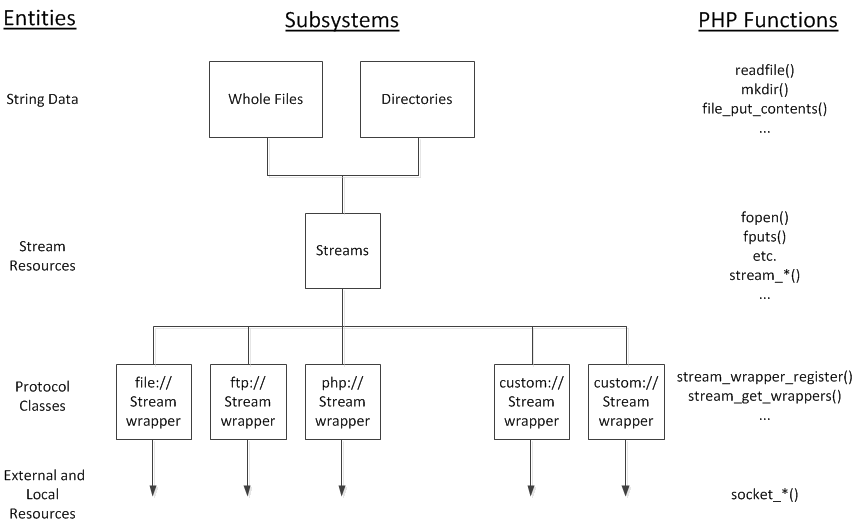 Entities
Subsystems
PHP Functions
String Data
Whole Files
Directories
readfile()
mkdir()
file_put_contents()
...
Stream
Resources
Streams
fopen()
fputs()
etc.
stream_*()
...
Protocol
Classes
file://
Stream
wrapper
ftp://
Stream
wrapper
php://
Stream
wrapper
custom://
Stream
wrapper
custom://
Stream
wrapper
stream_wrapper_register()
stream_get_wrappers()
...
External and
Local
Resources
socket_*()